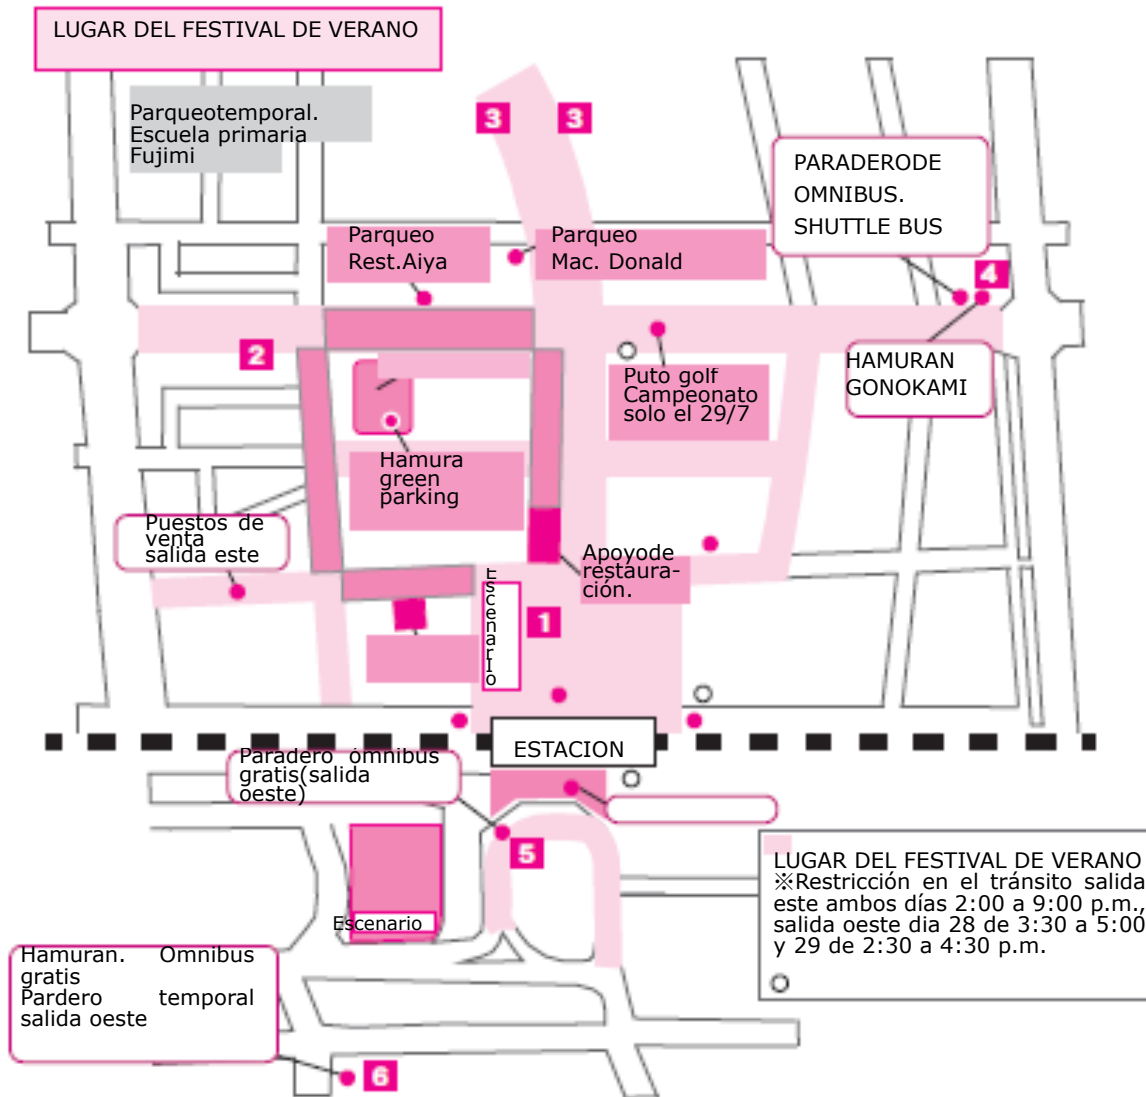 LUGAR DEL FESTIVAL DE VERANO
Parqueotemporal.
Escuela primaria
Fujimi
3
3
PARADERODE
OMNIBUS.
SHUTTLE BUS
Parqueo
Rest.Aiya
Parqueo
Mac. Donald
4
2
HAMURAN
GONOKAMI
Puto golf
Campeonato
solo el 29/7
Hamura
green
parking
Puestos de
venta
salida este
Apoyode
restaura-
ción.
Escenario
1
ESTACION
Paradero ómnibus
gratis(salida
oeste)
5
LUGAR DEL FESTIVAL DE VERANO
※Restricción en el tránsito salida
este ambos días 2:00 a 9:00 p.m.,
salida oeste dia 28 de 3:30 a 5:00
y 29 de 2:30 a 4:30 p.m.
Escenario
Hamuran. Omnibus
gratis
Pardero temporal
salida oeste
6